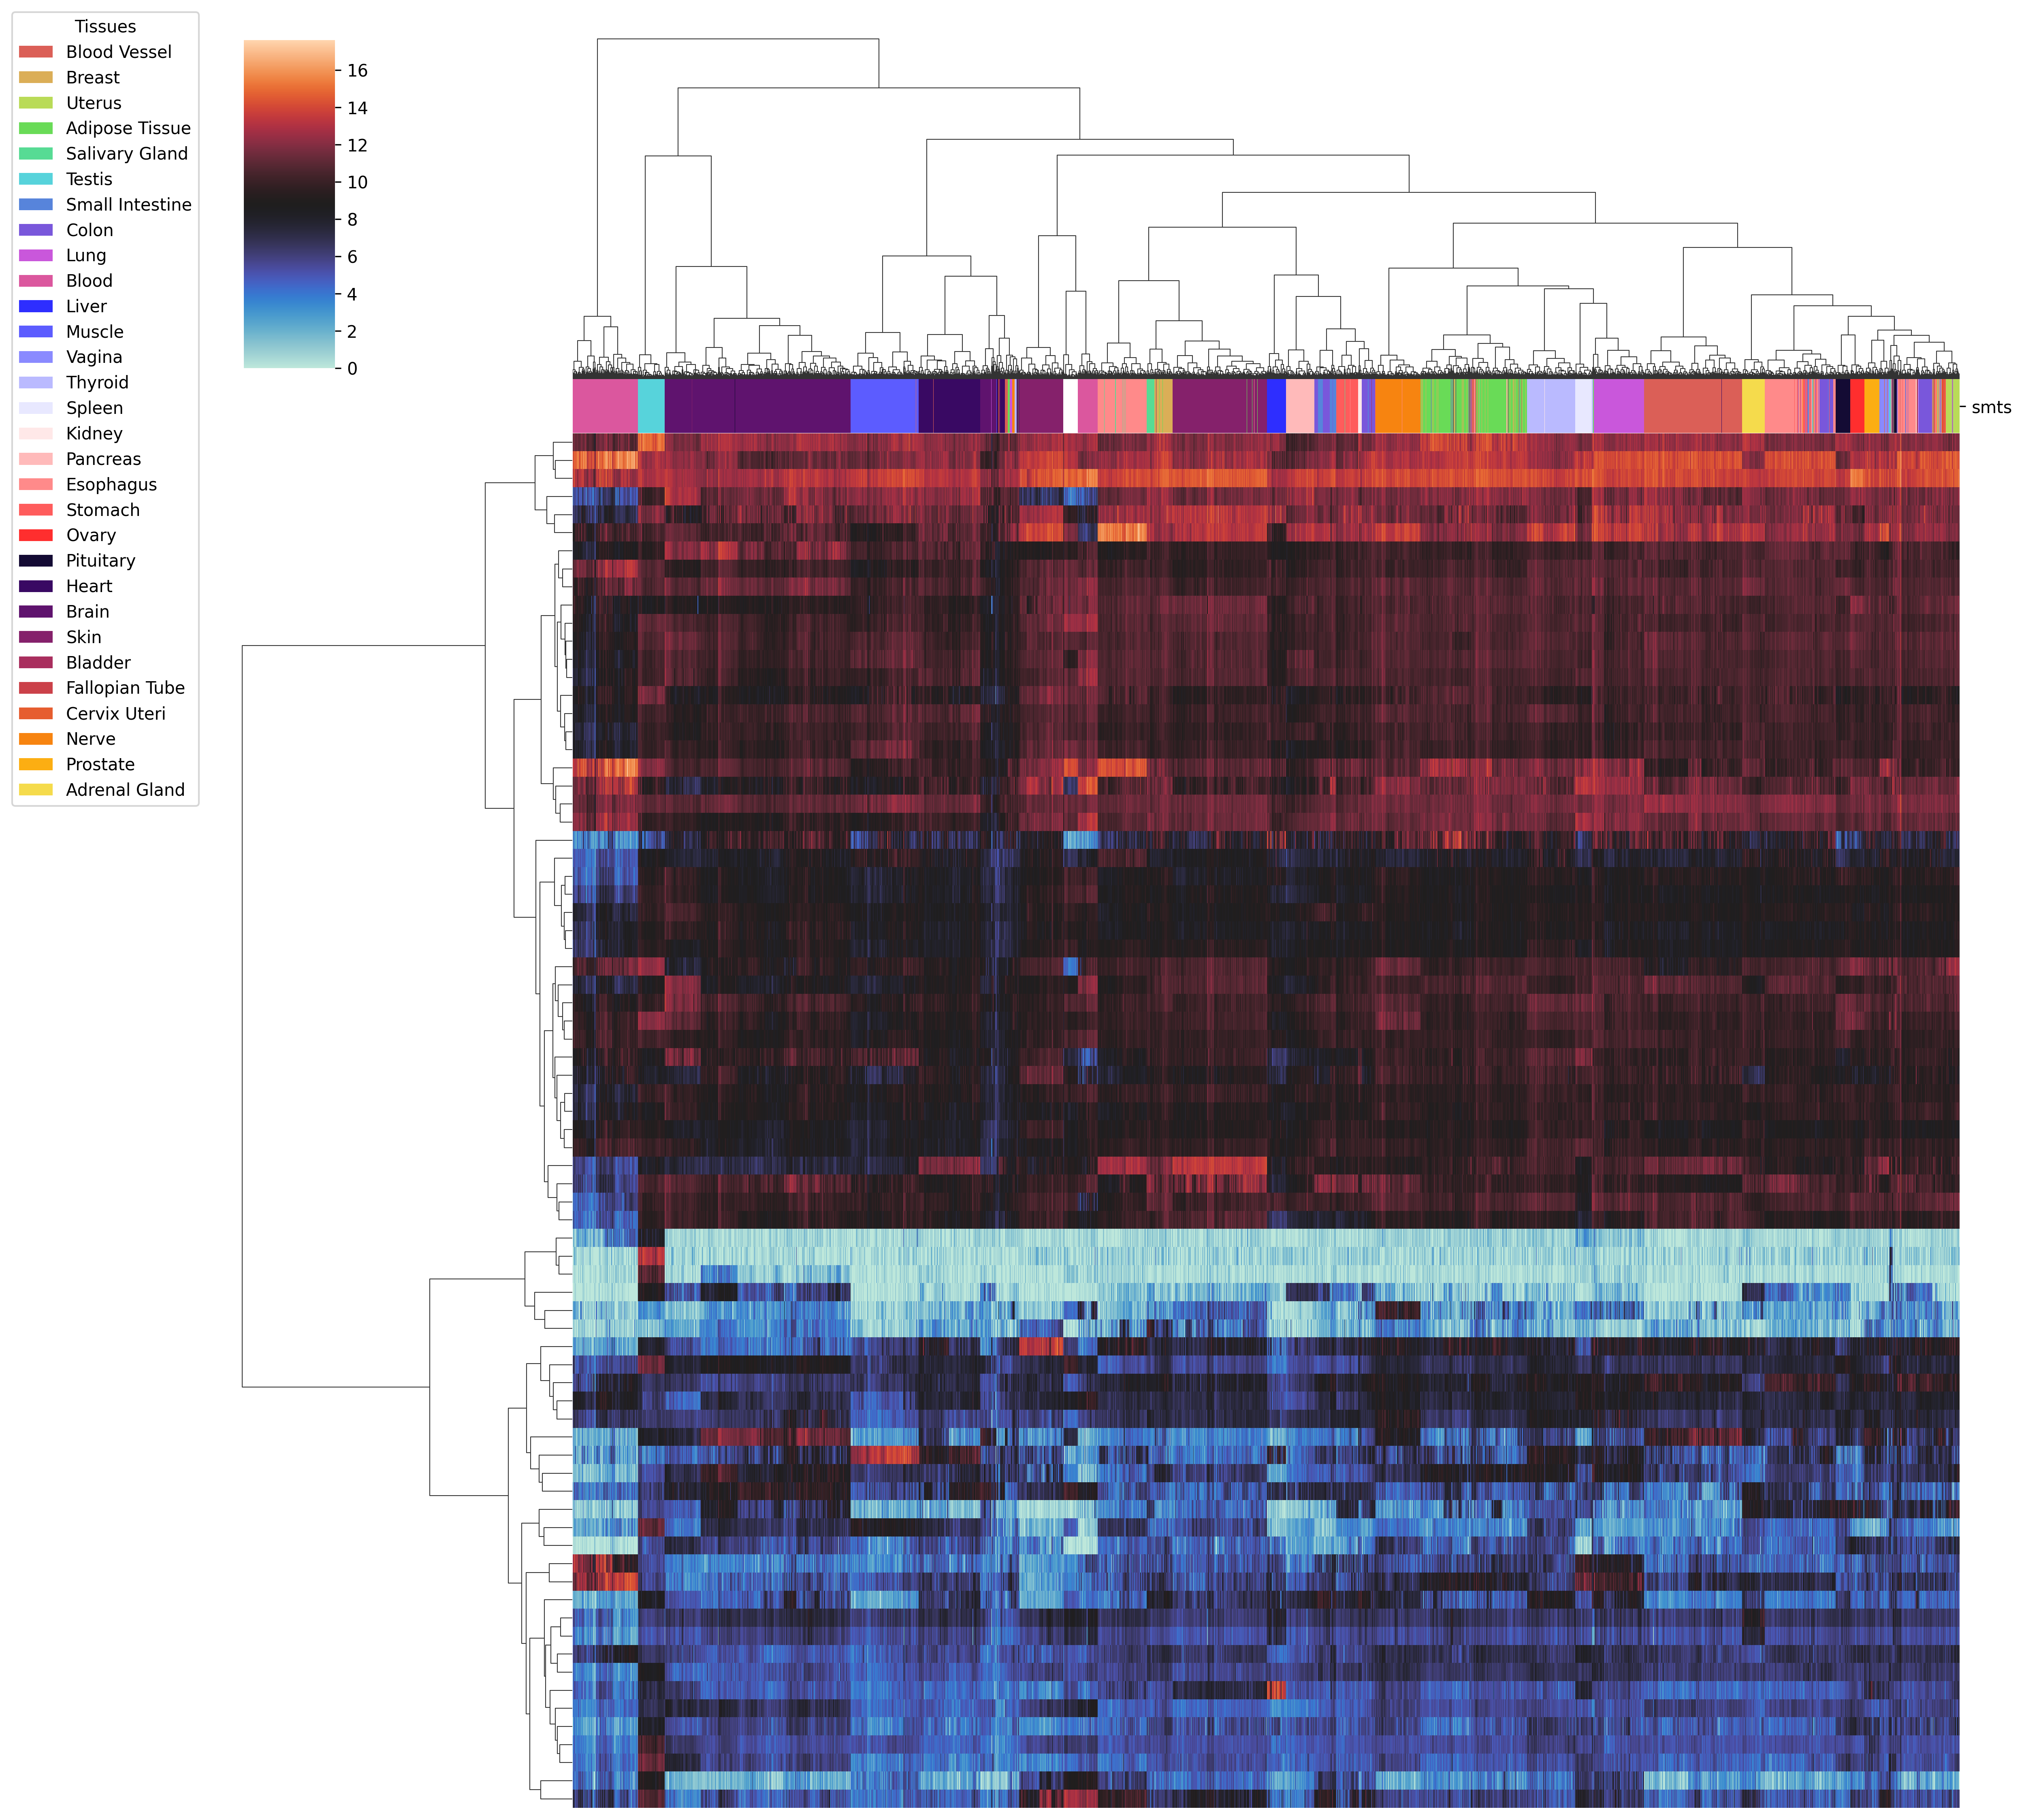 Tissues
Blood Vessel
Breast
Uterus
Adipose Tissue
Salivary Gland
Testis
Small Intestine
Colon
Lung
Blood
Liver
Muscle
Vagina
Thyroid
Spleen
Kidney
Pancreas
Esophagus
Stomach
Ovary
Pituitary
Heart
Brain
Skin
Bladder
Fallopian Tube
Cervix Uteri
Nerve
Prostate
Adrenal Gland
16
14
12
10
8
6
4
2
0
smts